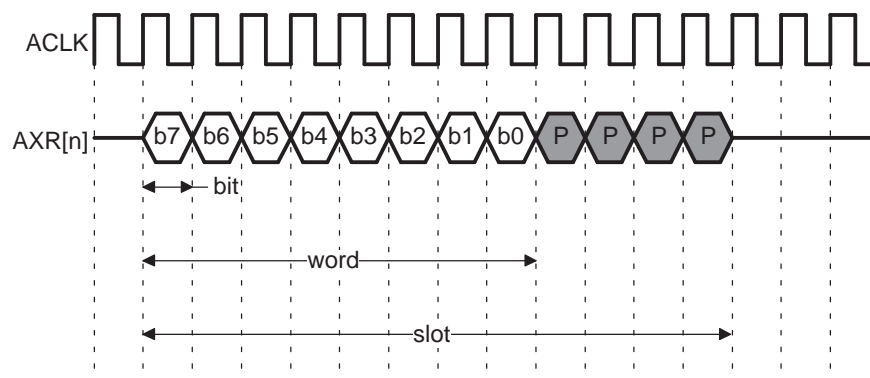 ACLK
AXR[n] b7 b6 b5 b4 b3 b2 b1 b0 P P P P
bit
word
slot